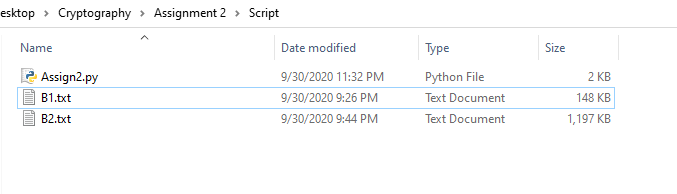 esktop > Cryptography > Assignment 2 > Script
Name Date modified Type Size
Assign2.py 9/30/2020 11:32 PM Python File 2 KB
B1.txt 9/30/2020 9:26 PM Text Document 148 KB
B2.txt 9/30/2020 9:44 PM Text Document 1,197 KB